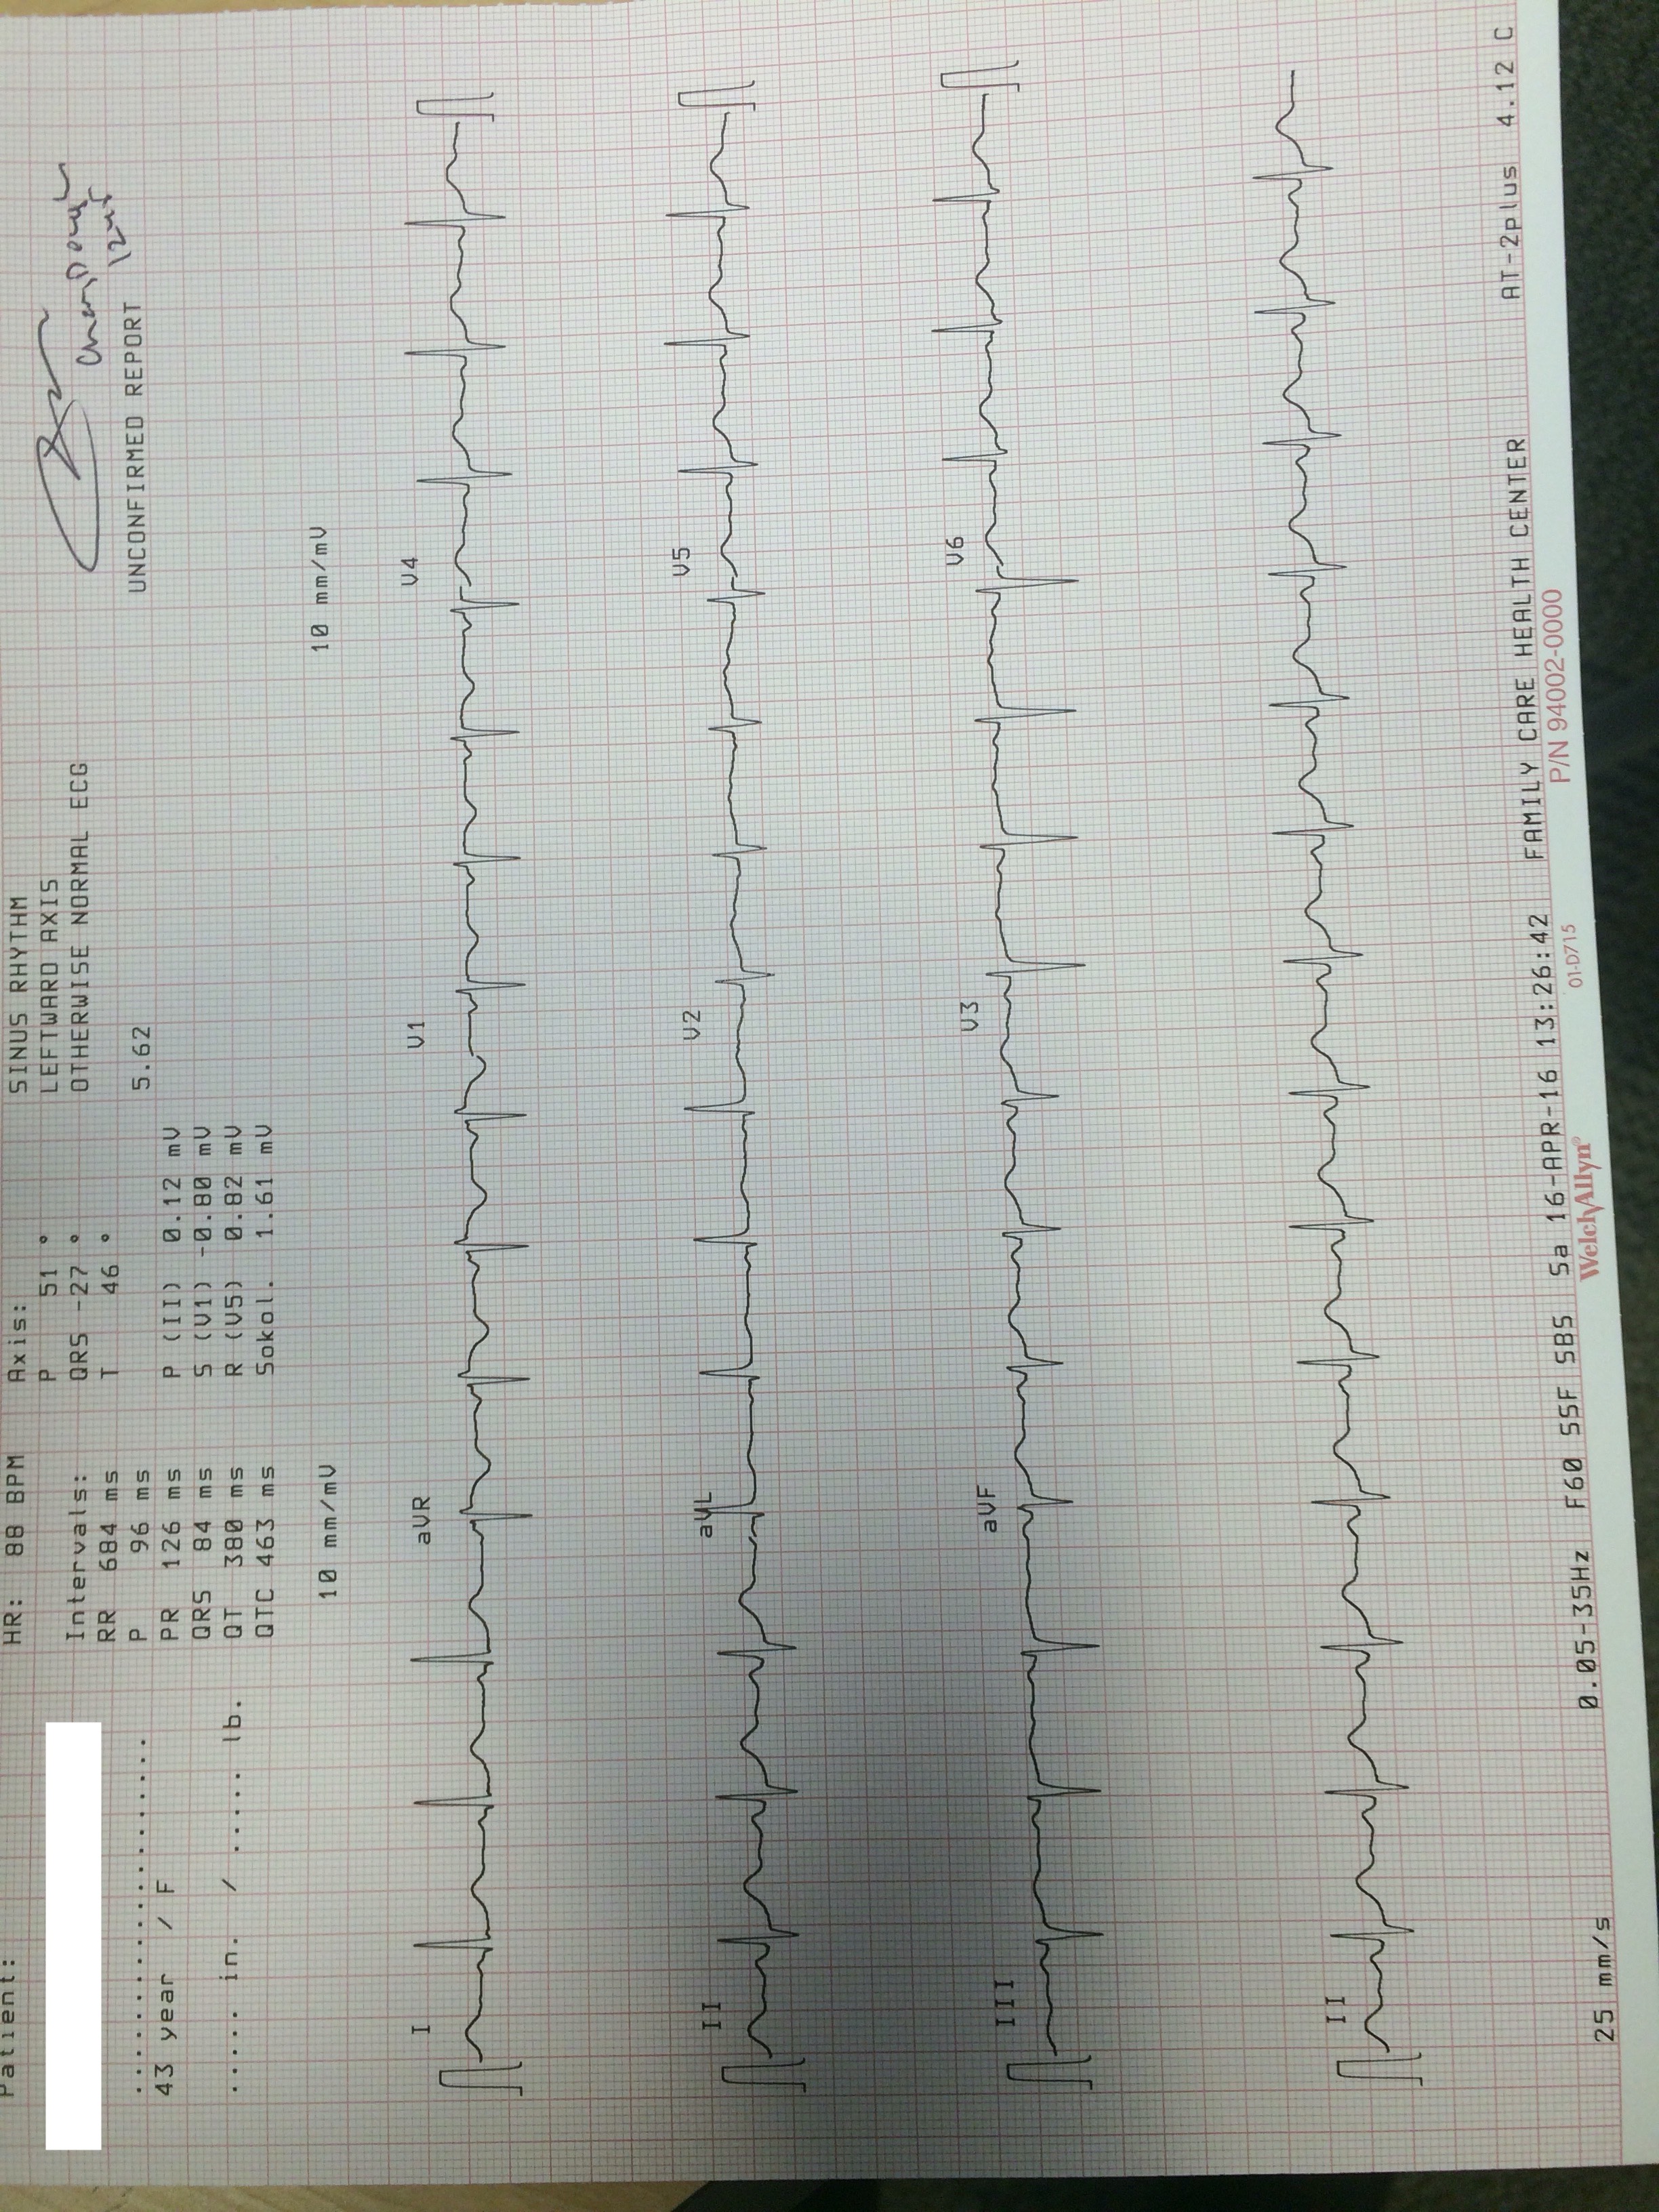 Patient:
43 year / F
..... in. / ..... lb.
HR: 88 BPM
Intervals:
RR 684 ms
P 96 ms
PR 126 ms
QRS 84 ms
QT 380 ms
QTC 463 ms
10 mm/mV
Axis:
P 51 °
QRS -27 °
T 46 °
P (II) 0.12 mV
S (V1) -0.80 mV
R (V5) 0.82 mV
Sokol. 1.61 mV
SINUS RHYTHM
LEFTWARD AXIS
OTHERWISE NORMAL ECG
5.62
UNCONFIRMED REPORT
10 mm/mV
I aVR V1 V4
II aVL V2 V5
III aVF V3 V6
II
25 mm/s 0.05-35Hz F60 SSF SBS Sa 16-APR-16 13:26:42 FAMILY CARE HEALTH CENTER AT-2plus 4.12 C
WelchAllyn® 01-D715 P/N 94002-0000